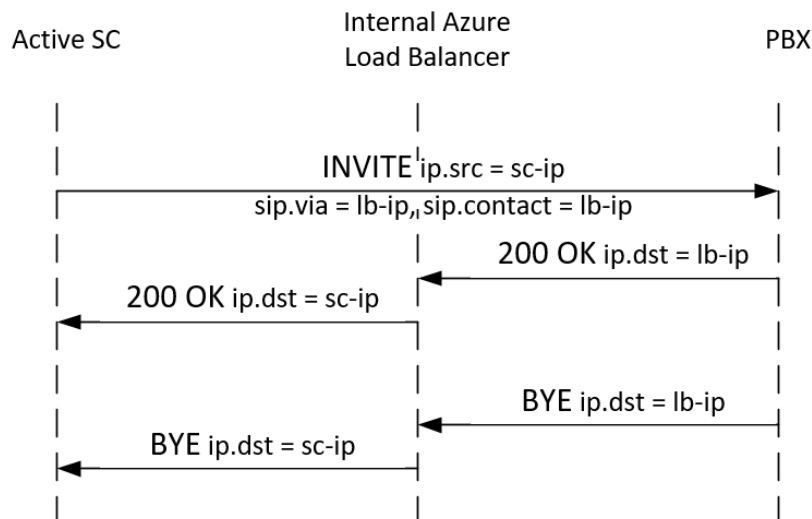 Active SC
Internal Azure
Load Balancer
PBX
INVITE ip.src = sc-ip
sip.via = lb-ip, sip.contact = lb-ip
200 OK ip.dst = lb-ip
200 OK ip.dst = sc-ip
BYE ip.dst = lb-ip
BYE ip.dst = sc-ip